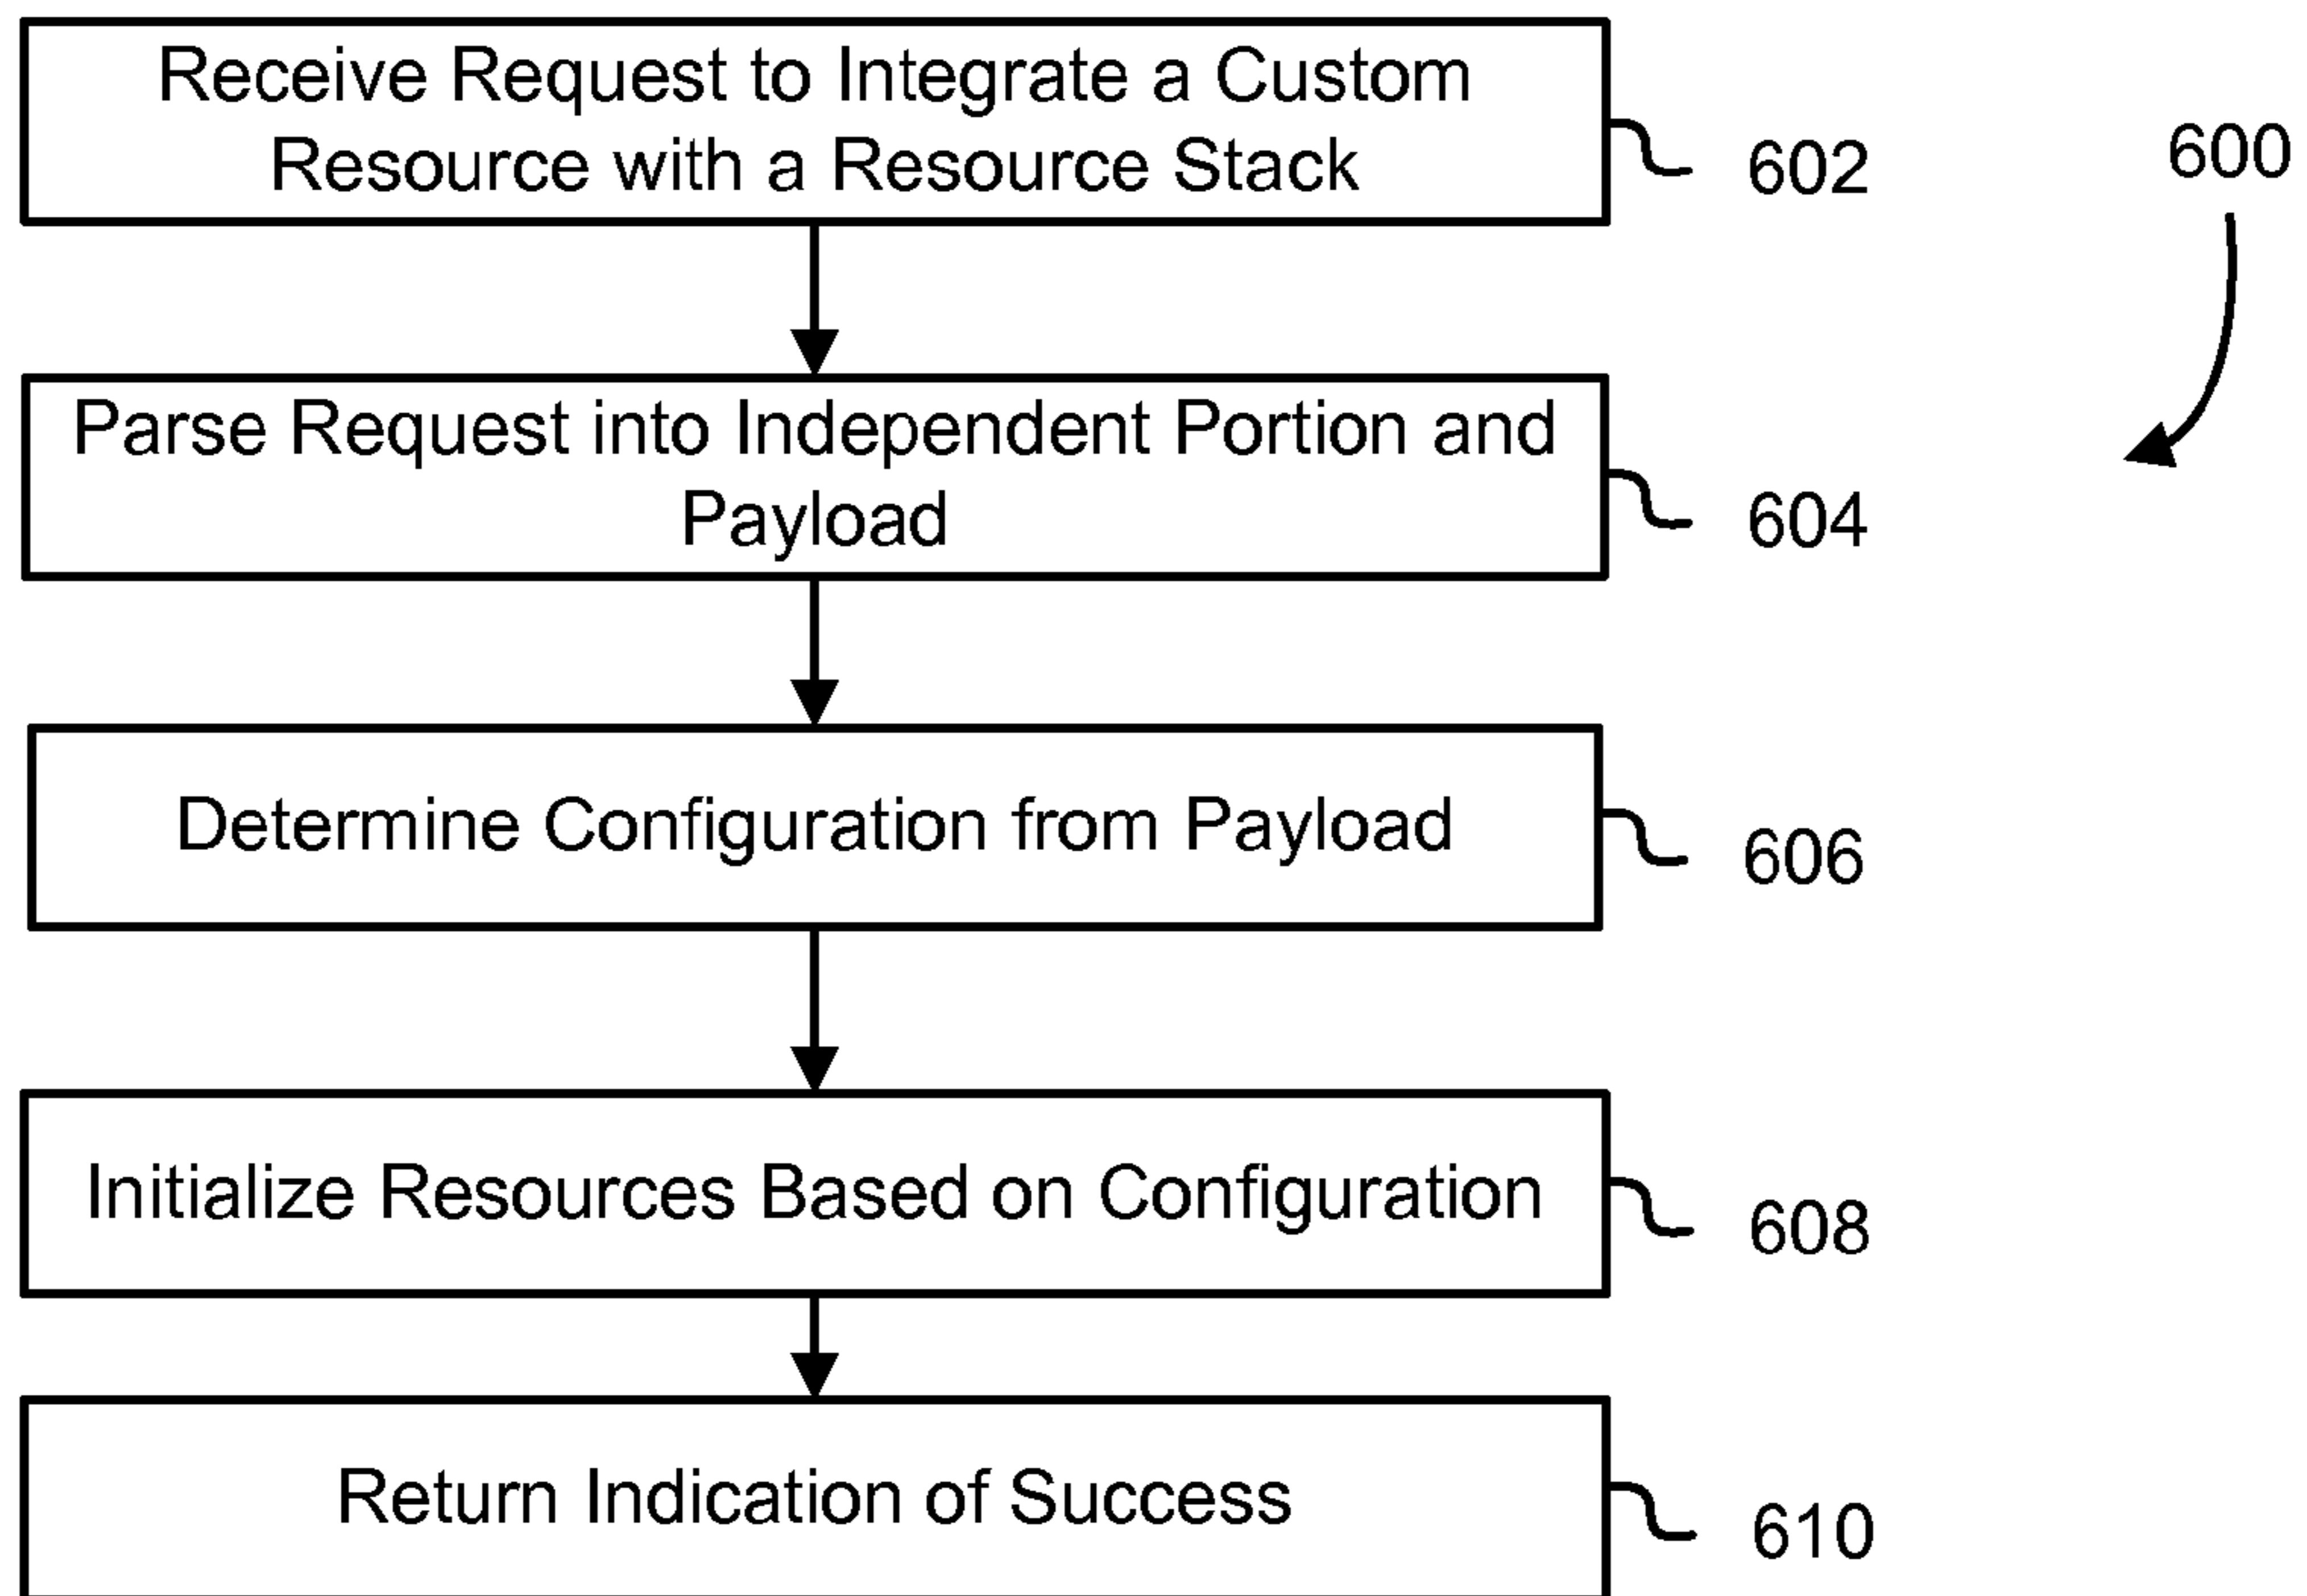 Receive Request to Integrate a Custom
Resource with a Resource Stack
602
600
Parse Request into Independent Portion and
Payload
604
Determine Configuration from Payload
606
Initialize Resources Based on Configuration
608
Return Indication of Success
610